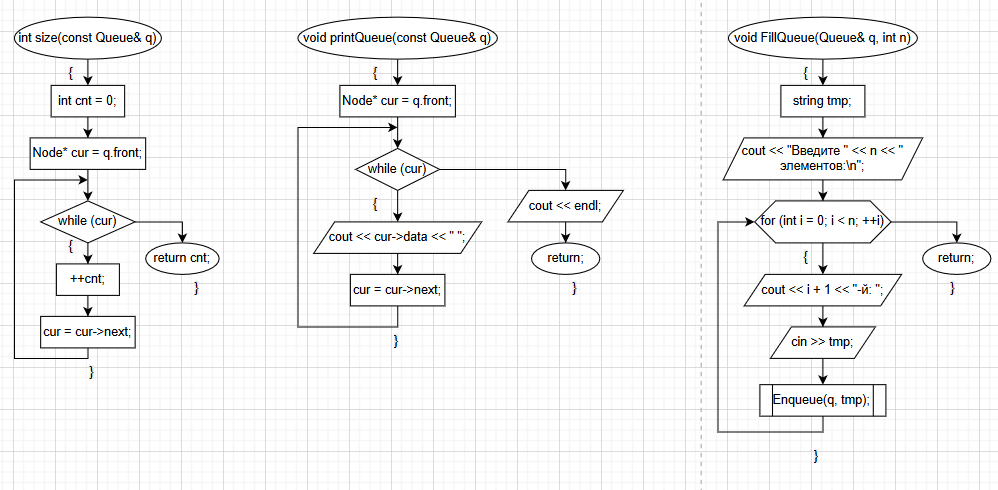 int size(const Queue& q)
{
int cnt = 0;
Node* cur = q.front;
while (cur)
{
return cnt;
}
++cnt;
cur = cur->next;
}
void printQueue(const Queue& q)
{
Node* cur = q.front;
while (cur)
{
cout << endl;
cout << cur->data << " ";
return;
}
cur = cur->next;
}
void FillQueue(Queue& q, int n)
{
string tmp;
cout << "Введите " << n << "
элементов:\n";
for (int i = 0; i < n; ++i)
{
return;
}
cout << i + 1 << "-й: ";
cin >> tmp;
Enqueue(q, tmp);
}